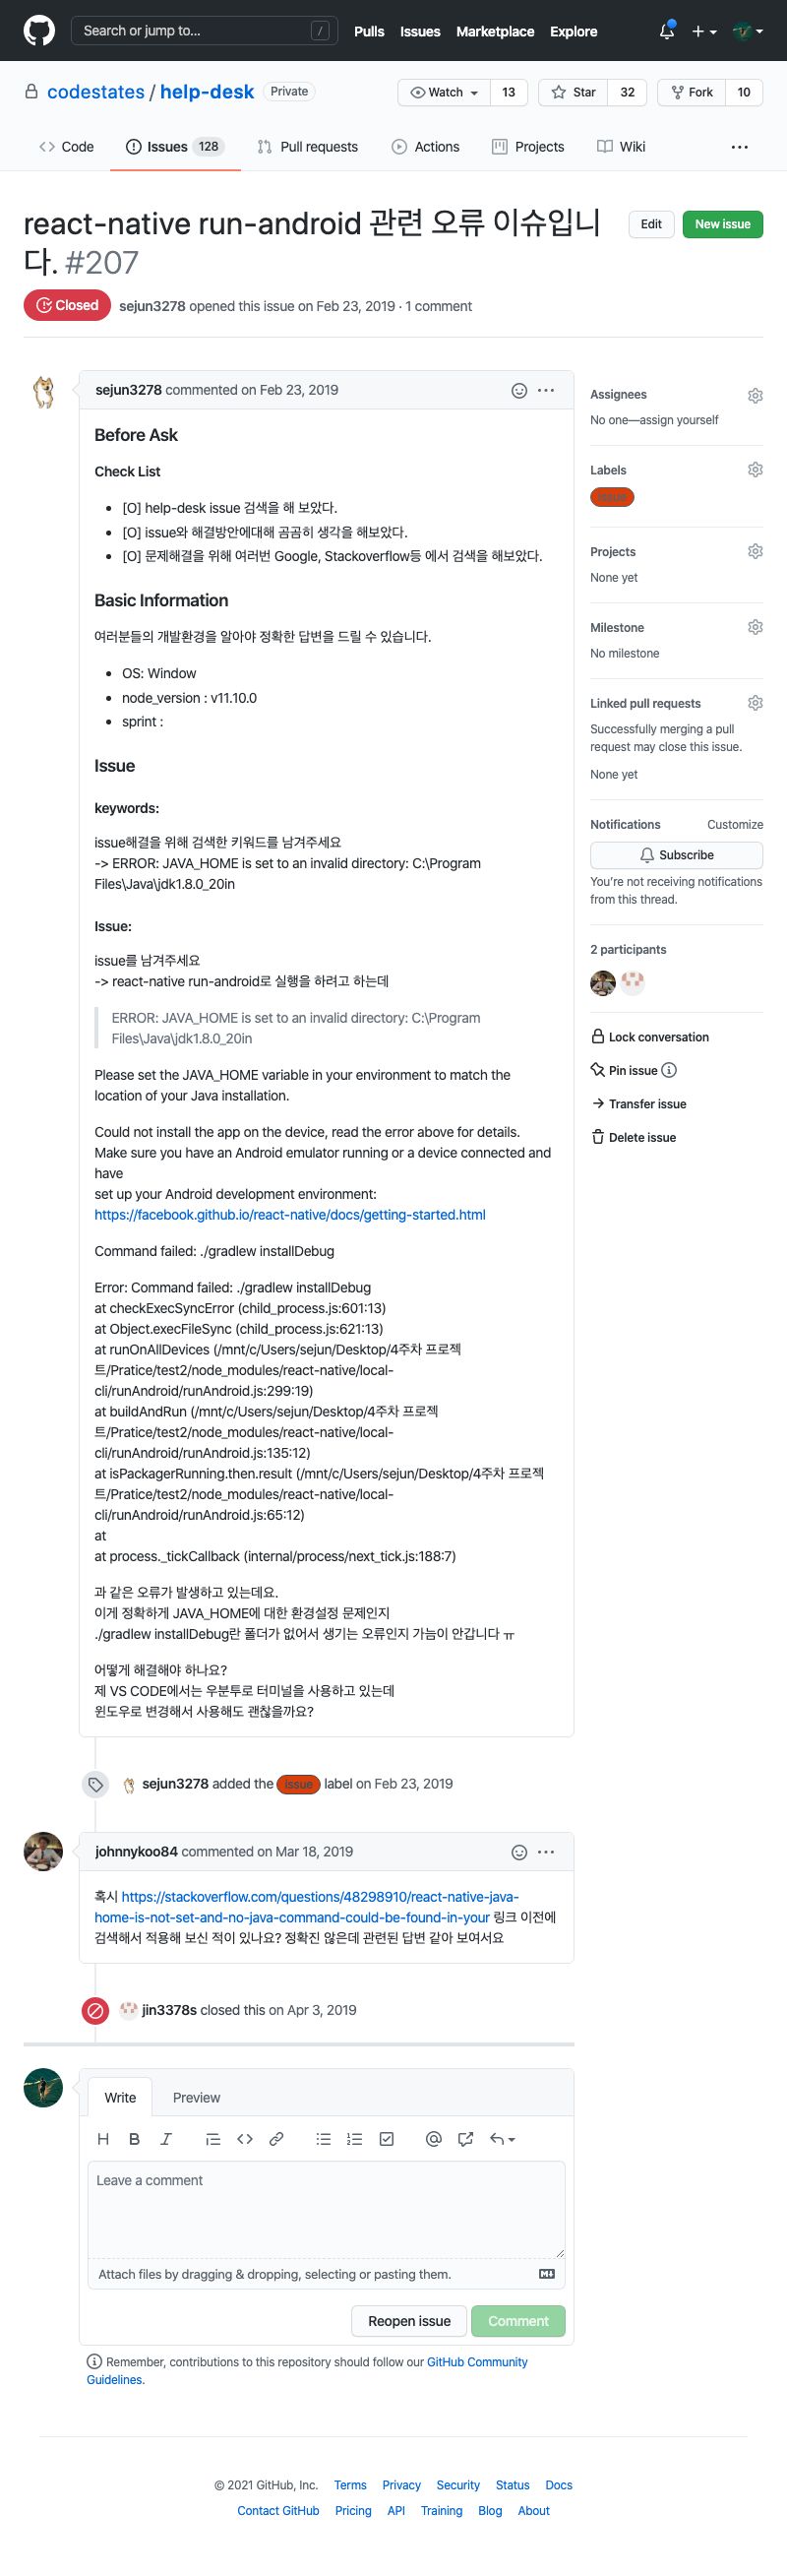 Search or jump to... / Pulls Issues Marketplace Explore
codestates / help-desk Private Watch 13 Star 32 Fork 10
Code Issues 128 Pull requests Actions Projects Wiki
react-native run-android 관련 오류 이슈입니
다. #207
Edit New issue
Closed sejun3278 opened this issue on Feb 23, 2019 · 1 comment
sejun3278 commented on Feb 23, 2019
Before Ask
Check List
[O] help-desk issue 검색을 해 보았다.
[O] issue와 해결방안에대해 곰곰히 생각을 해보았다.
[O] 문제해결을 위해 여러번 Google, Stackoverflow등 에서 검색을 해보았다.
Basic Information
여러분들의 개발환경을 알아야 정확한 답변을 드릴 수 있습니다.
OS: Window
node_version : v11.10.0
sprint :
Issue
keywords:
issue해결을 위해 검색한 키워드를 남겨주세요
-> ERROR: JAVA_HOME is set to an invalid directory: C:\Program
Files\Java\jdk1.8.0_20in
Issue:
issue를 남겨주세요
-> react-native run-android로 실행을 하려고 하는데
ERROR: JAVA_HOME is set to an invalid directory: C:\Program
Files\Java\jdk1.8.0_20in
Please set the JAVA_HOME variable in your environment to match the
location of your Java installation.
Could not install the app on the device, read the error above for details.
Make sure you have an Android emulator running or a device connected and
have
set up your Android development environment:
https://facebook.github.io/react-native/docs/getting-started.html
Command failed: ./gradlew installDebug
Error: Command failed: ./gradlew installDebug
at checkExecSyncError (child_process.js:601:13)
at Object.execFileSync (child_process.js:621:13)
at runOnAllDevices (/mnt/c/Users/sejun/Desktop/4주차 프로젝
트/Pratice/test2/node_modules/react-native/local-
cli/runAndroid/runAndroid.js:299:19)
at buildAndRun (/mnt/c/Users/sejun/Desktop/4주차 프로젝
트/Pratice/test2/node_modules/react-native/local-
cli/runAndroid/runAndroid.js:135:12)
at isPackagerRunning.then.result (/mnt/c/Users/sejun/Desktop/4주차 프로젝
트/Pratice/test2/node_modules/react-native/local-
cli/runAndroid/runAndroid.js:65:12)
at
at process._tickCallback (internal/process/next_tick.js:188:7)
과 같은 오류가 발생하고 있는데요.
이게 정확하게 JAVA_HOME에 대한 환경설정 문제인지
./gradlew installDebug란 폴더가 없어서 생기는 오류인지 가늠이 안갑니다 ㅠ
어떻게 해결해야 하나요?
제 VS CODE에서는 우분투로 터미널을 사용하고 있는데
윈도우로 변경해서 사용해도 괜찮을까요?
Assignees
No one—assign yourself
Labels
issue
Projects
None yet
Milestone
No milestone
Linked pull requests
Successfully merging a pull
request may close this issue.
None yet
Notifications Customize
Subscribe
You're not receiving notifications
from this thread.
2 participants
Lock conversation
Pin issue
Transfer issue
Delete issue
sejun3278 added the issue label on Feb 23, 2019
johnnykoo84 commented on Mar 18, 2019
혹시 https://stackoverflow.com/questions/48298910/react-native-java-
home-is-not-set-and-no-java-command-could-be-found-in-your 링크 이전에
검색해서 적용해 보신 적이 있나요? 정확진 않은데 관련된 답변 같아 보여서요
jin3378s closed this on Apr 3, 2019
Write Preview
Leave a comment
Attach files by dragging & dropping, selecting or pasting them.
Reopen issue Comment
Remember, contributions to this repository should follow our GitHub Community
Guidelines.
© 2021 GitHub, Inc. Terms Privacy Security Status Docs
Contact GitHub Pricing API Training Blog About